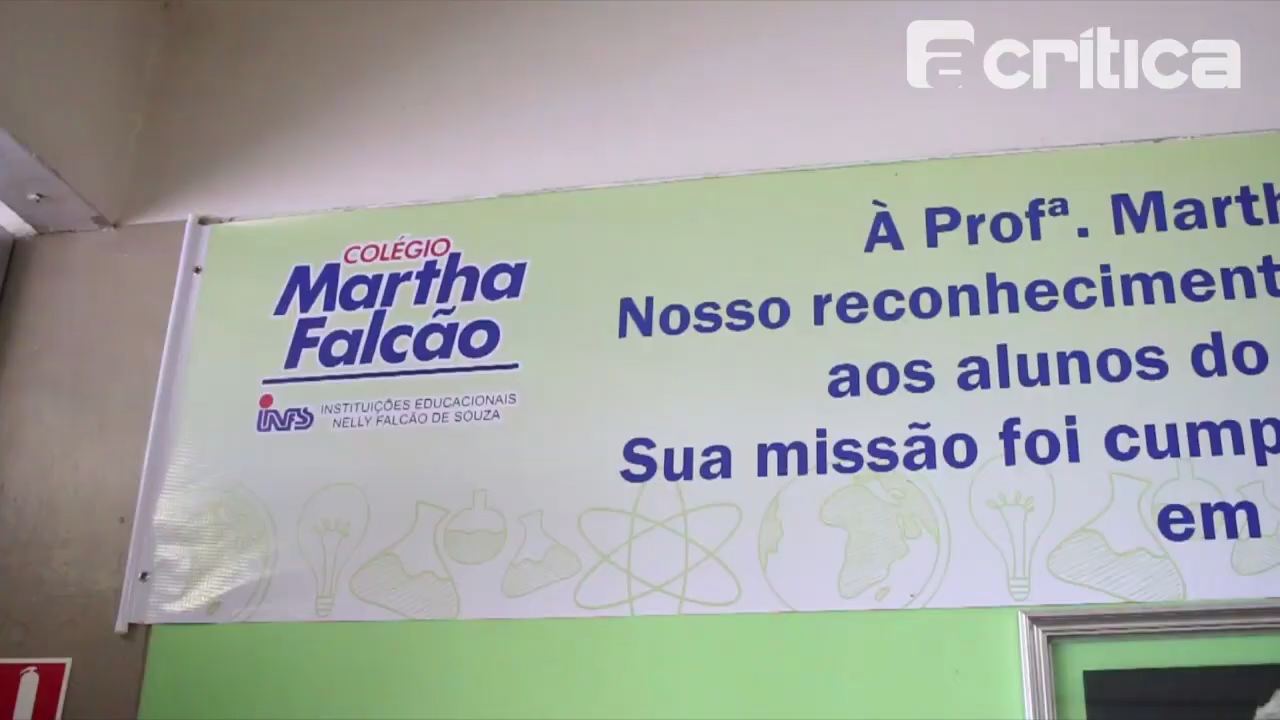 a crítica
COLÉGIO
Martha
Falcão
INFS INSTITUIÇÕES EDUCACIONAIS
NELLY FALCÃO DE SOUZA
À Profª. Marth
Nosso reconheciment
aos alunos do
Sua missão foi cump
em